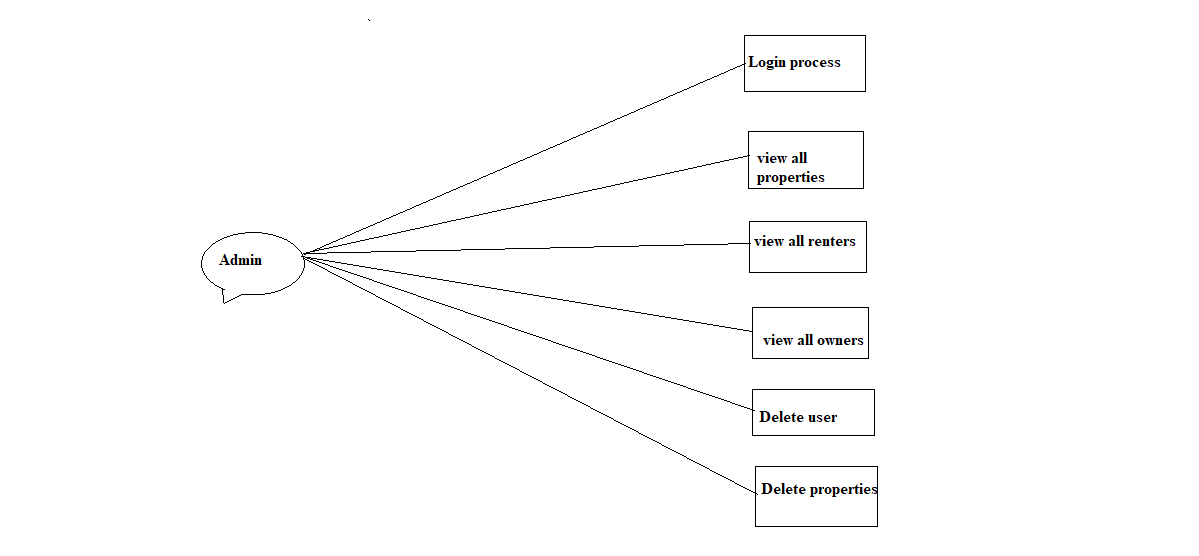 Login process
view all
properties
view all renters
Admin
view all owners
Delete user
Delete properties